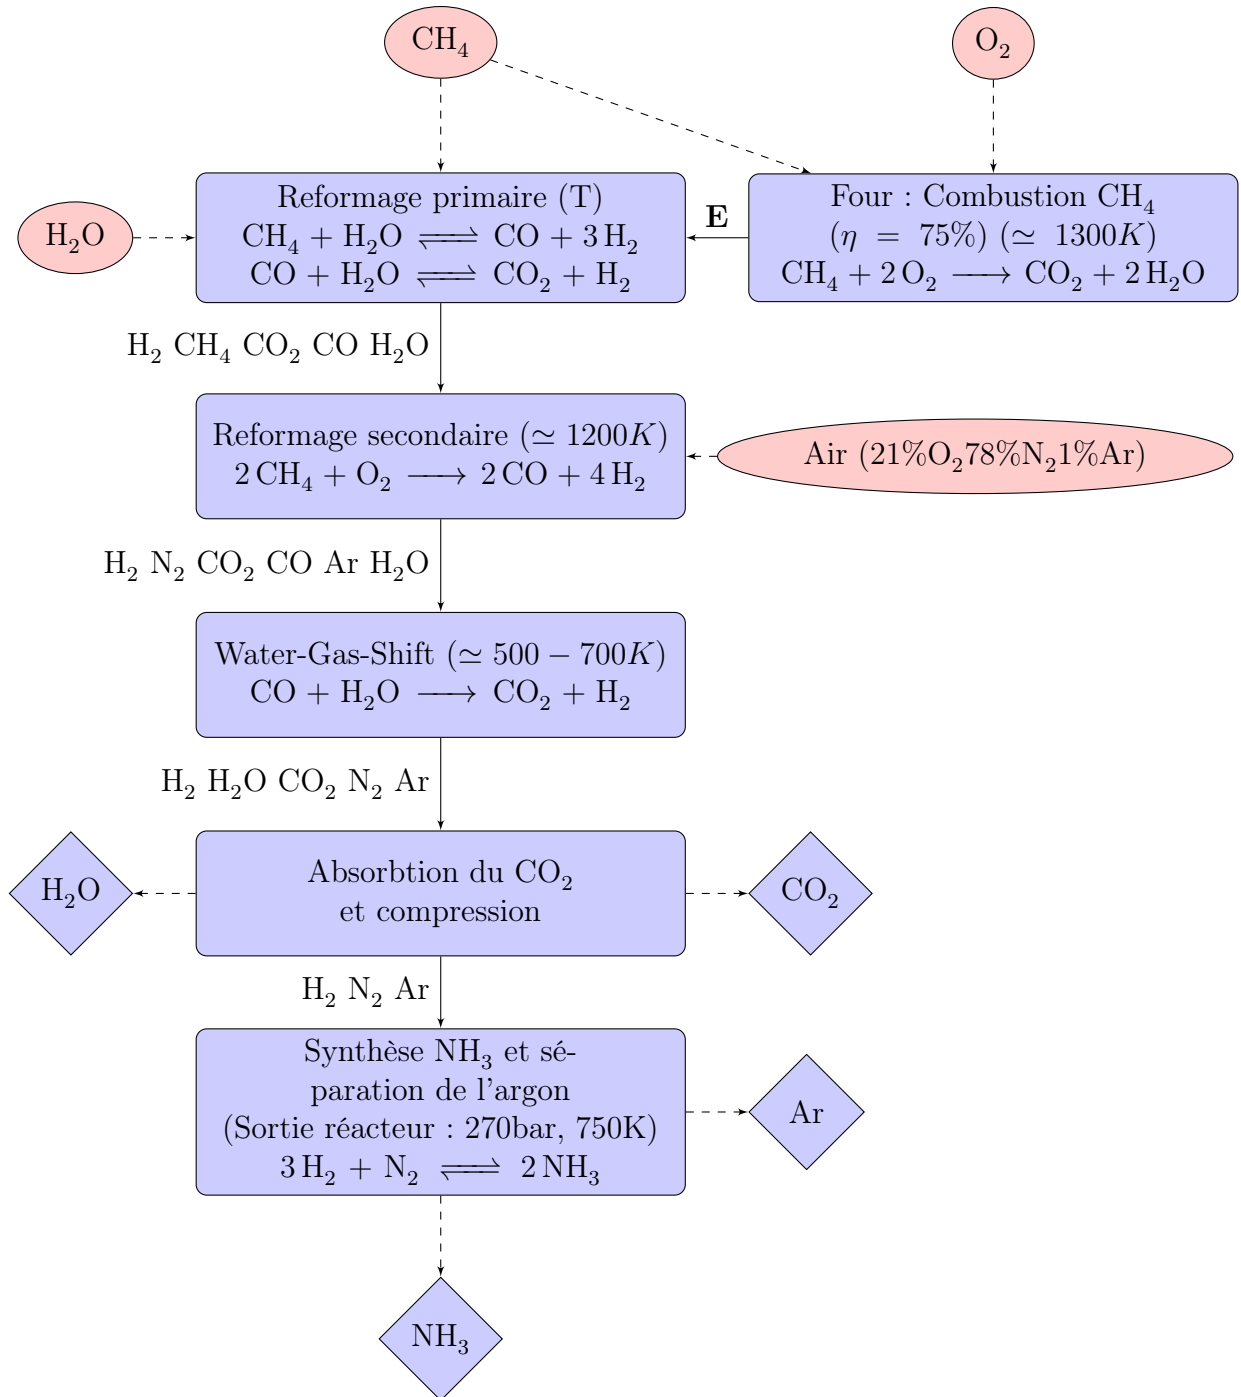 CH₄
O₂
H₂O
Reformage primaire (T)
CH₄ + H₂O ⇌ CO + 3 H₂
CO + H₂O ⇌ CO₂ + H₂
E
Four : Combustion CH₄
(η = 75%) (≃ 1300K)
CH₄ + 2 O₂ ⟶ CO₂ + 2 H₂O
H₂ CH₄ CO₂ CO H₂O
Reformage secondaire (≃ 1200K)
2 CH₄ + O₂ ⟶ 2 CO + 4 H₂
Air (21%O₂78%N₂1%Ar)
H₂ N₂ CO₂ CO Ar H₂O
Water-Gas-Shift (≃ 500 − 700K)
CO + H₂O ⟶ CO₂ + H₂
H₂ H₂O CO₂ N₂ Ar
H₂O
Absorbtion du CO₂
et compression
CO₂
H₂ N₂ Ar
Synthèse NH₃ et sé-
paration de l'argon
(Sortie réacteur : 270bar, 750K)
3 H₂ + N₂ ⇌ 2 NH₃
Ar
NH₃